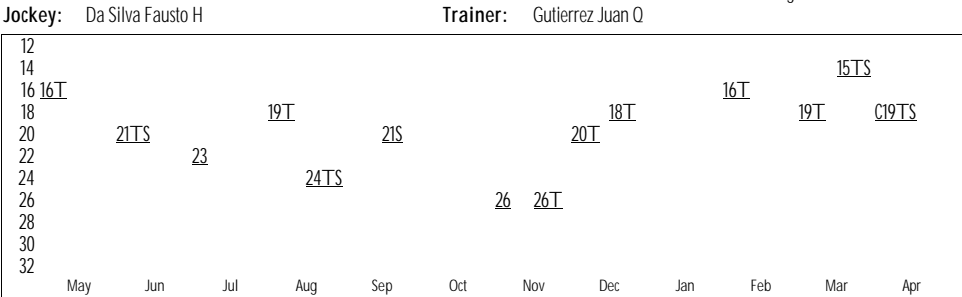 Jockey: Da Silva Fausto H Trainer: Gutierrez Juan Q
12
14 15TS
16 16T 16T
18 19T 18T 19T C19TS
20 21TS 21S 20T
22 23
24 24TS
26 26 26T
28
30
32
May Jun Jul Aug Sep Oct Nov Dec Jan Feb Mar Apr